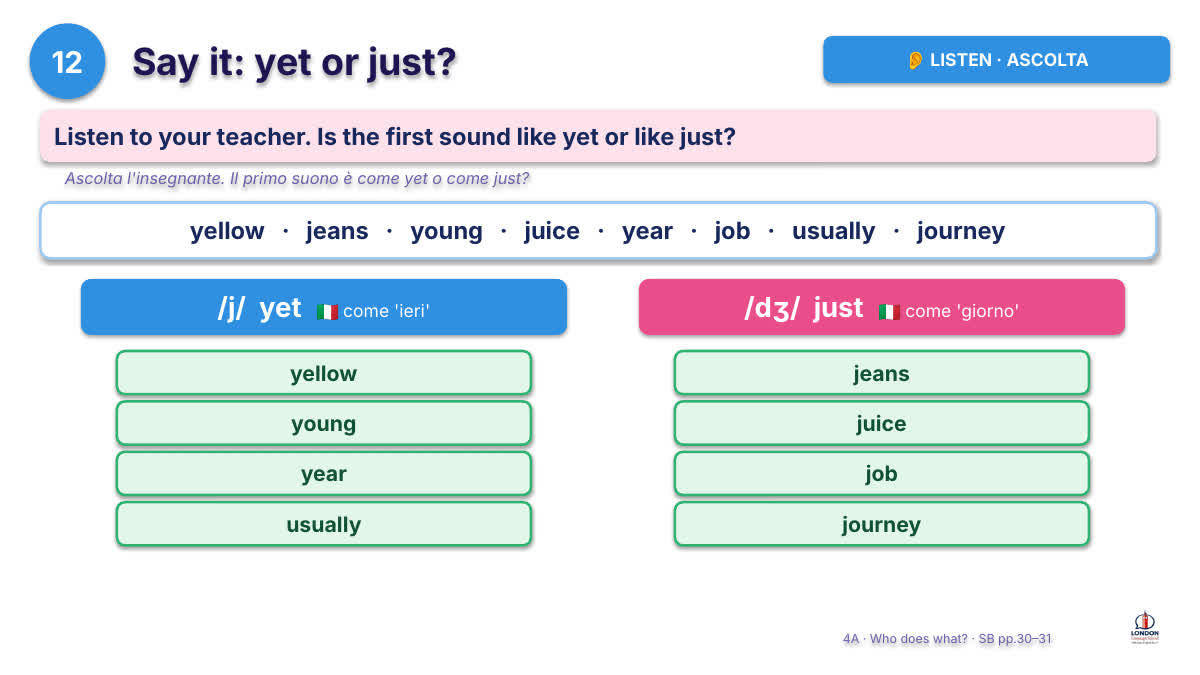 12
Say it: yet or just?
👂 LISTEN · ASCOLTA
Listen to your teacher. Is the first sound like yet or like just?
Ascolta l'insegnante. Il primo suono è come yet o come just?
yellow · jeans · young · juice · year · job · usually · journey
/j/ yet 🇮🇹 come 'ieri'
/dʒ/ just 🇮🇹 come 'giorno'
yellow
jeans
young
juice
year
job
usually
journey
4A · Who does what? · SB pp.30–31
LONDON